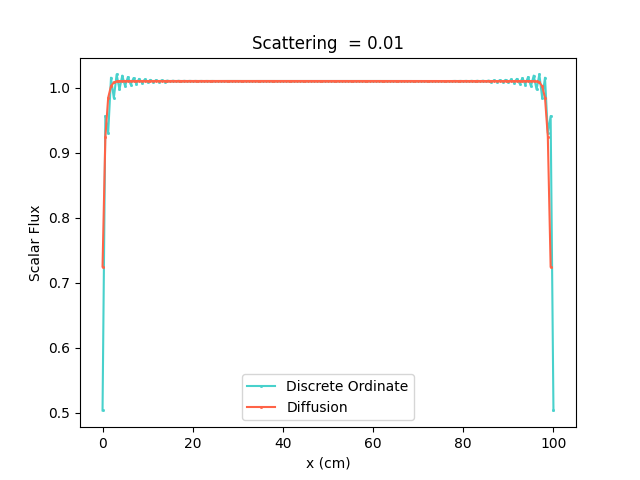 Scattering  = 0.01
Scalar Flux
1.0
0.9
0.8
0.7
0.6
0.5
Discrete Ordinate
Diffusion
0 20 40 60 80 100
x (cm)